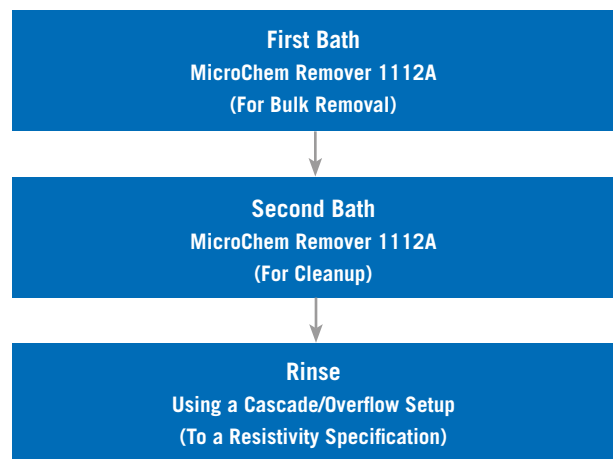 First Bath
MicroChem Remover 1112A
(For Bulk Removal)
Second Bath
MicroChem Remover 1112A
(For Cleanup)
Rinse
Using a Cascade/Overflow Setup
(To a Resistivity Specification)